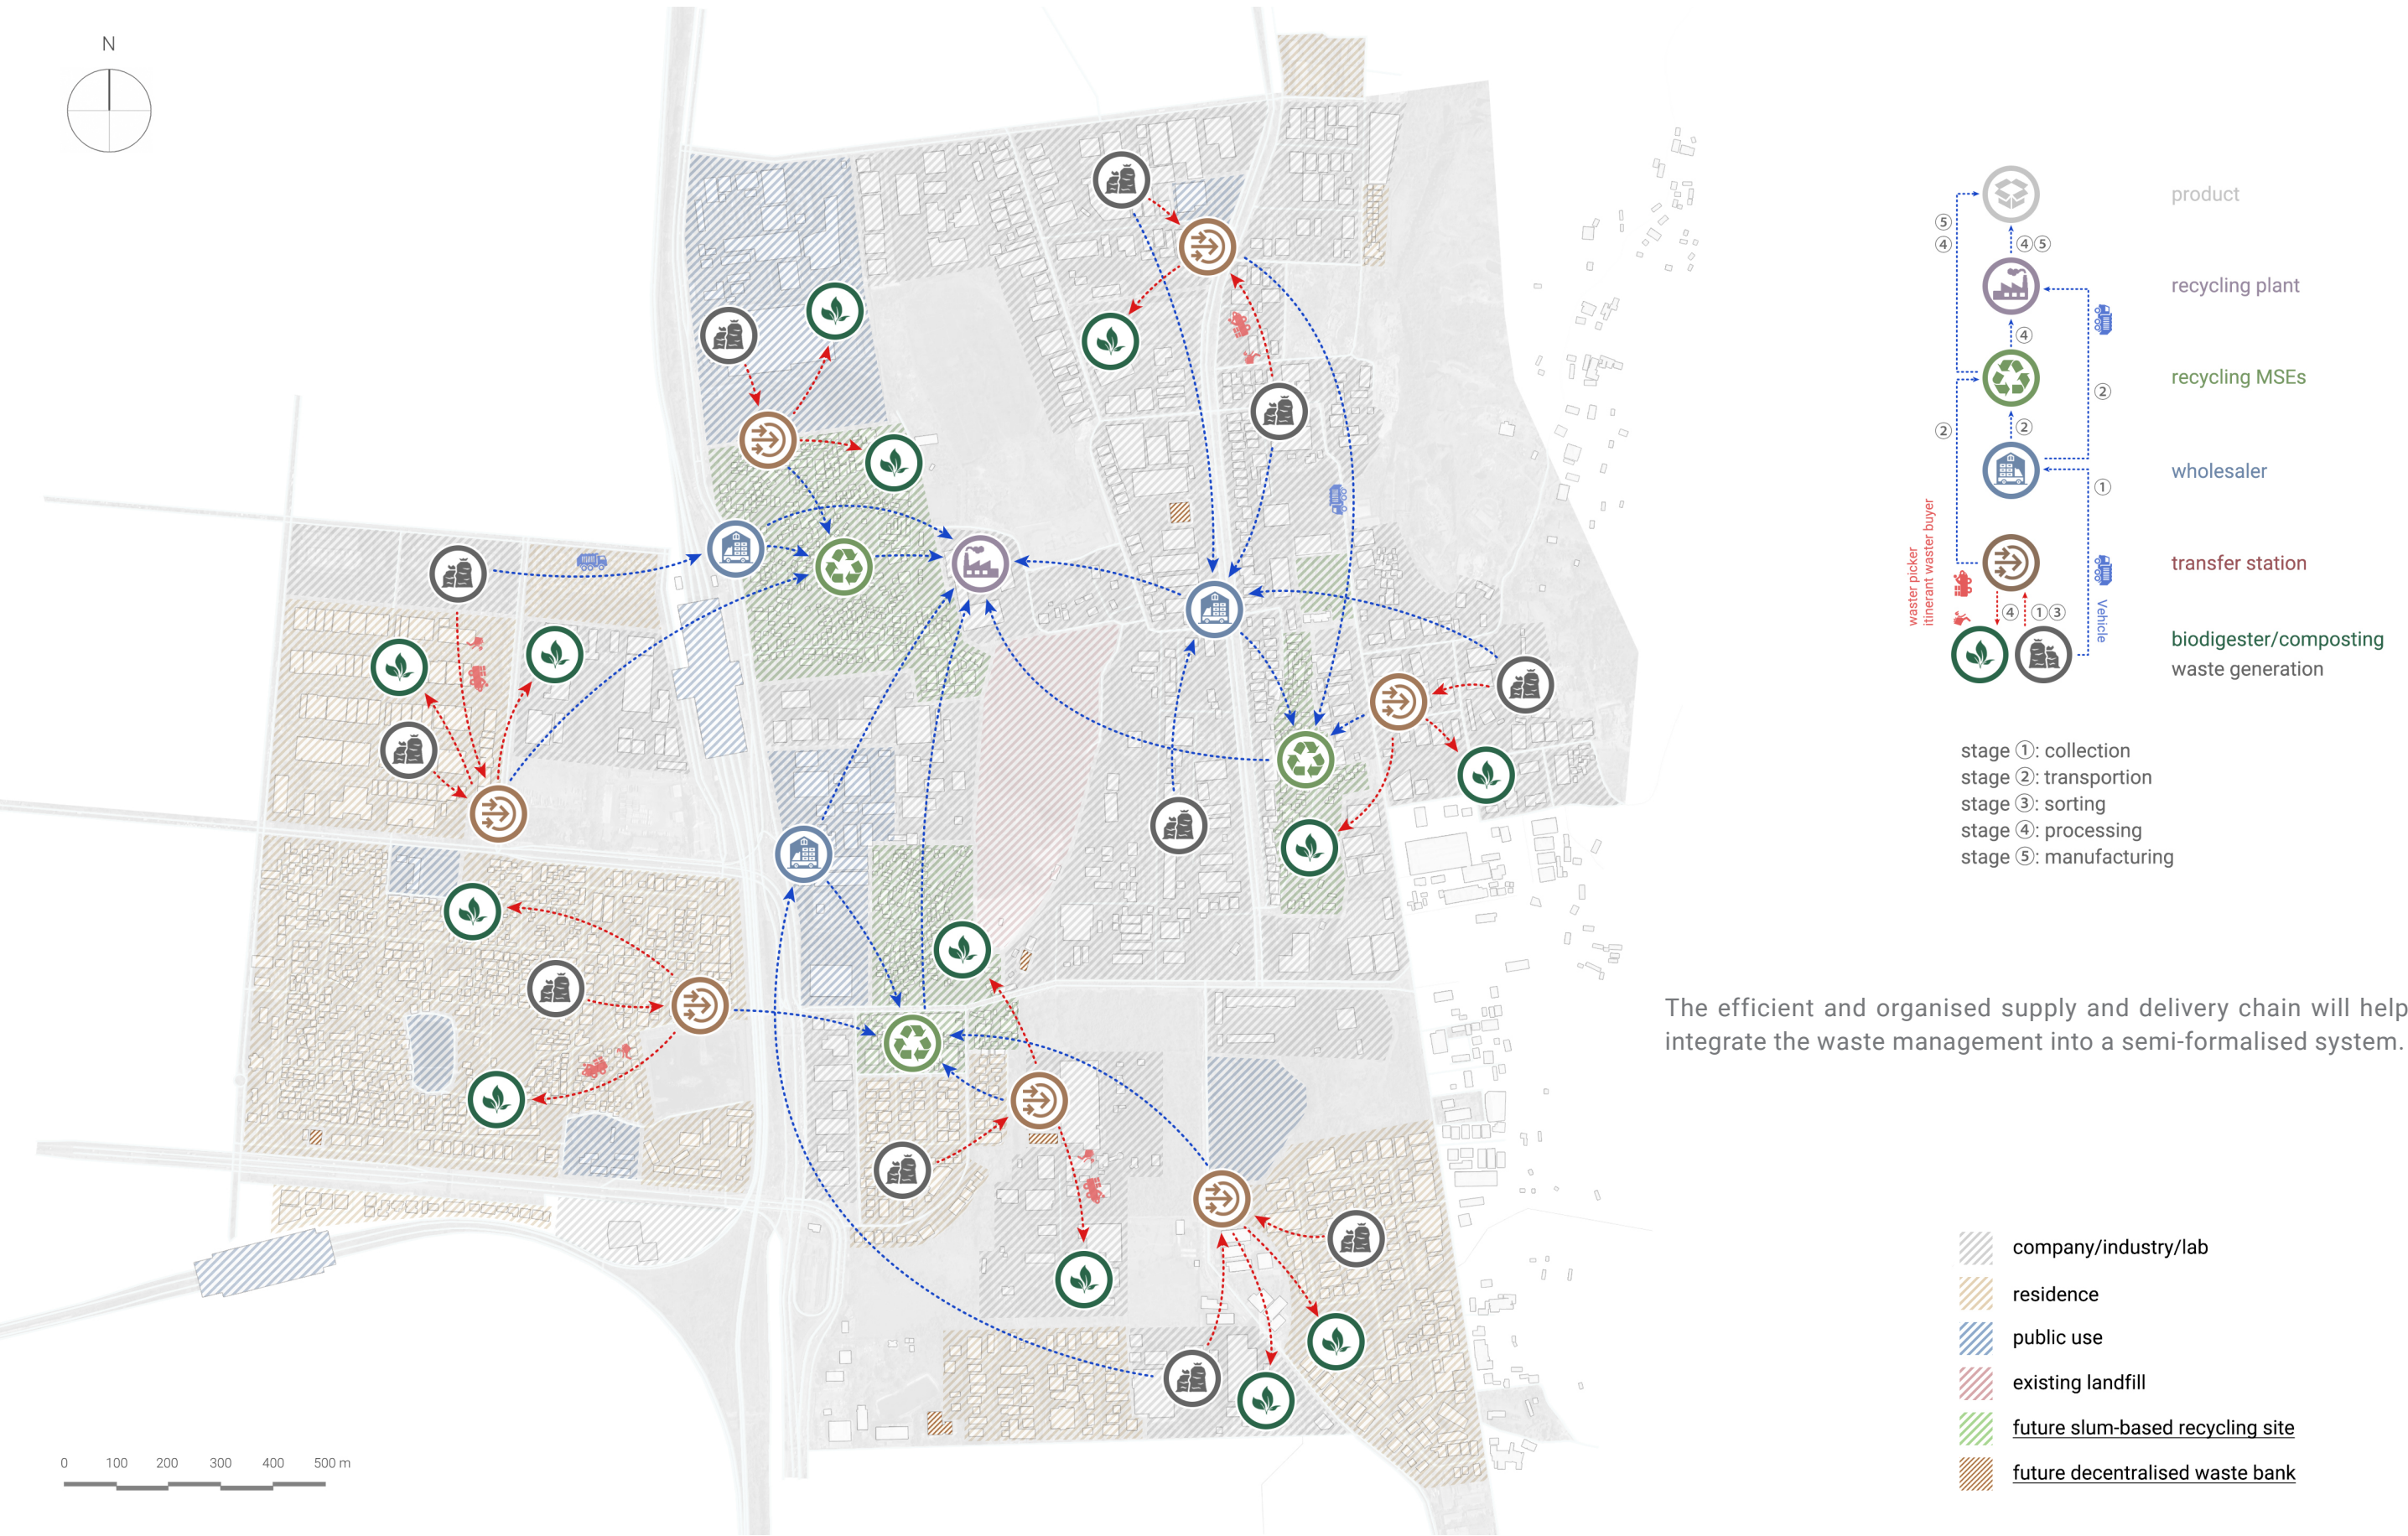 N
product
⑤
④
④⑤
recycling plant
④
recycling MSEs
②
②
②
wholesaler
①
waster picker
itinerant waster buyer
transfer station
④
①③
Vehicle
biodigester/composting
waste generation
stage ①: collection
stage ②: transportion
stage ③: sorting
stage ④: processing
stage ⑤: manufacturing
The efficient and organised supply and delivery chain will help
integrate the waste management into a semi-formalised system.
company/industry/lab
residence
public use
existing landfill
future slum-based recycling site
future decentralised waste bank
0 100 200 300 400 500 m